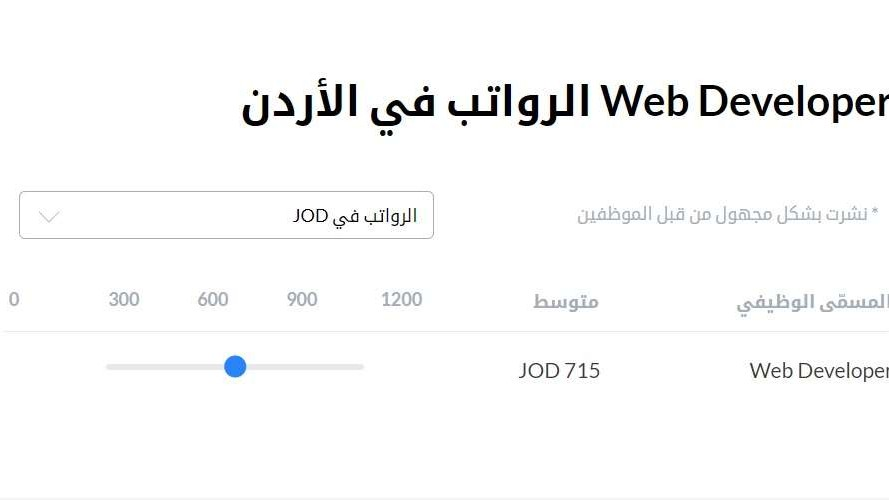 Web Developer الرواتب في الأردن
* نشرت بشكل مجهول من قبل الموظفين
الرواتب في JOD
المسمّى الوظيفي متوسط 0 300 600 900 1200
Web Developer JOD 715